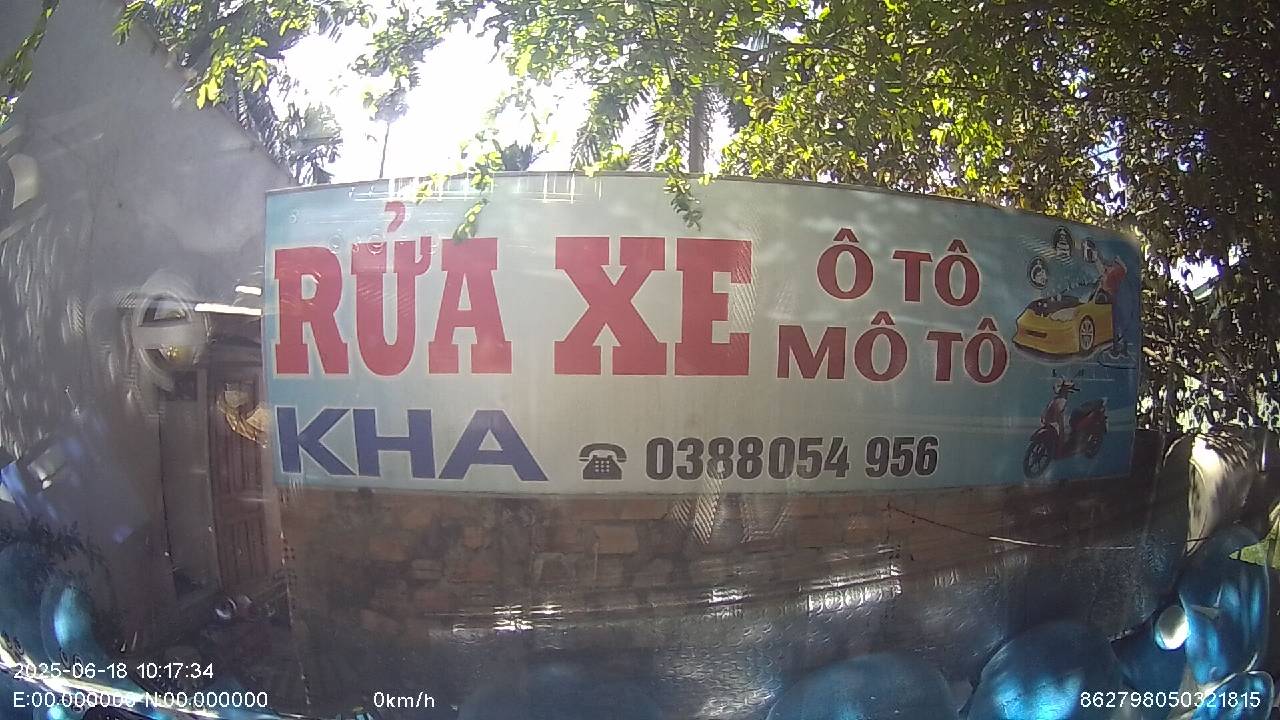 RỬA XE
Ô TÔ
MÔ TÔ
KHA
0388054 956
2025-06-18 10:17:34
E:00.000000 N:00.000000
0km/h
862798050321815